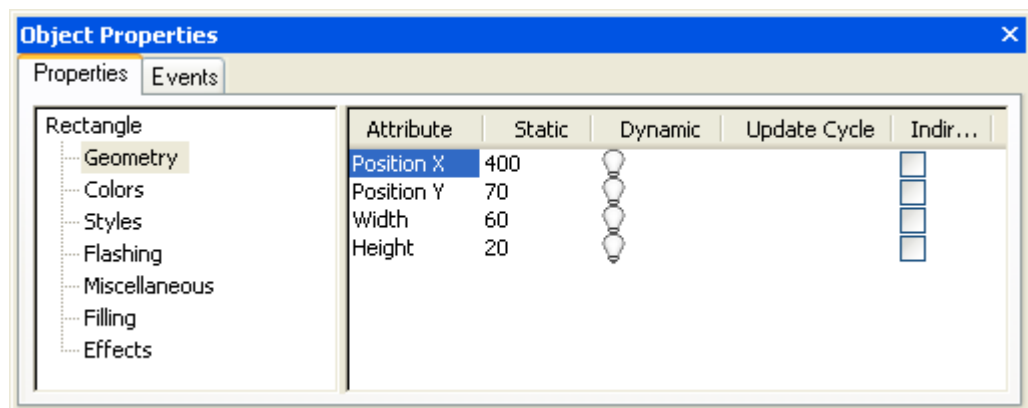 Object Properties
Properties Events
Rectangle
Geometry
Colors
Styles
Flashing
Miscellaneous
Filling
Effects
Attribute Static Dynamic Update Cycle Indir...
Position X 400
Position Y 70
Width 60
Height 20